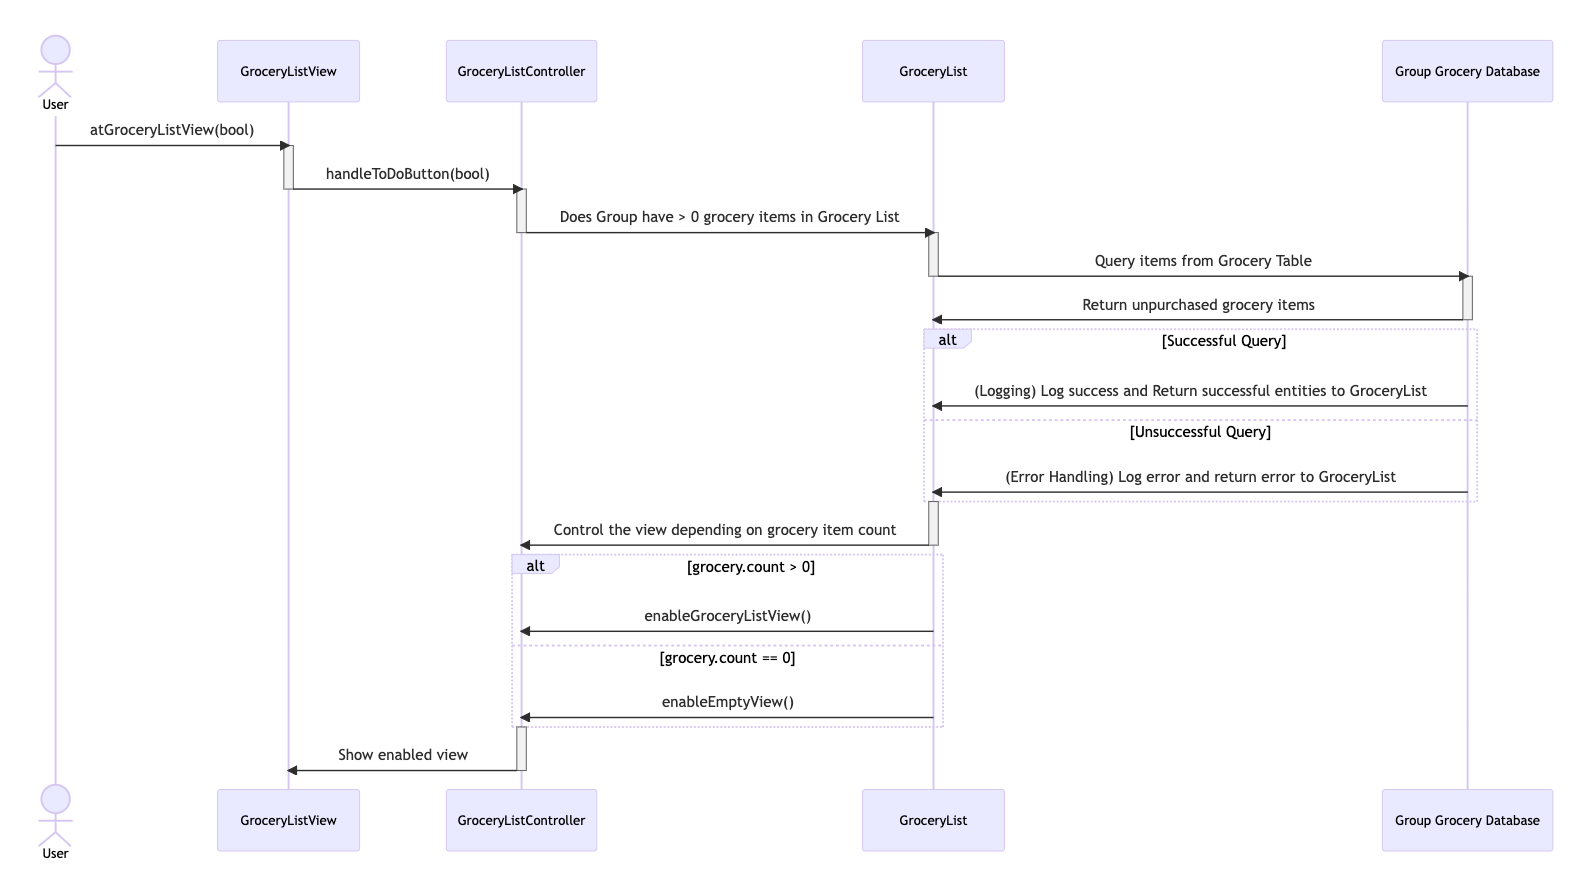 User
GroceryListView
GroceryListController
GroceryList
Group Grocery Database
atGroceryListView(bool)
handleToDoButton(bool)
Does Group have > 0 grocery items in Grocery List
Query items from Grocery Table
Return unpurchased grocery items
alt
[Successful Query]
(Logging) Log success and Return successful entities to GroceryList
[Unsuccessful Query]
(Error Handling) Log error and return error to GroceryList
Control the view depending on grocery item count
alt
[grocery.count > 0]
enableGroceryListView()
[grocery.count == 0]
enableEmptyView()
Show enabled view
User
GroceryListView
GroceryListController
GroceryList
Group Grocery Database